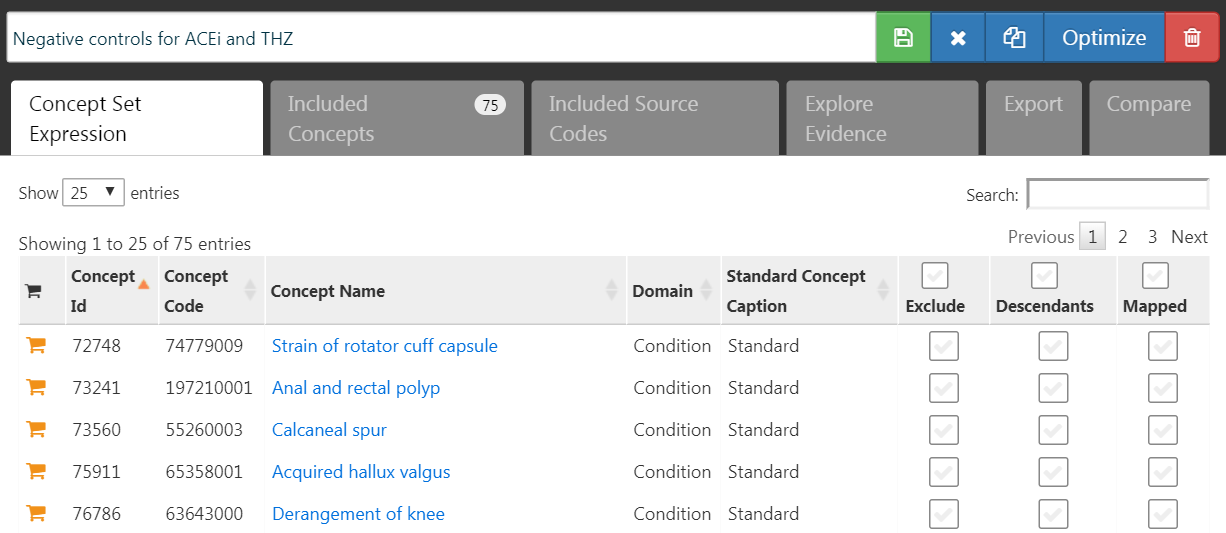 Negative controls for ACEi and THZ
Optimize
Concept Set
Expression
Included
Concepts
75
Included Source
Codes
Explore
Evidence
Export
Compare
Show 25 entries
Search:
Showing 1 to 25 of 75 entries
Previous 1 2 3 Next
Concept
Id
Concept
Code
Concept Name
Domain
Standard Concept
Caption
Exclude
Descendants
Mapped
72748 74779009 Strain of rotator cuff capsule Condition Standard
73241 197210001 Anal and rectal polyp Condition Standard
73560 55260003 Calcaneal spur Condition Standard
75911 65358001 Acquired hallux valgus Condition Standard
76786 63643000 Derangement of knee Condition Standard